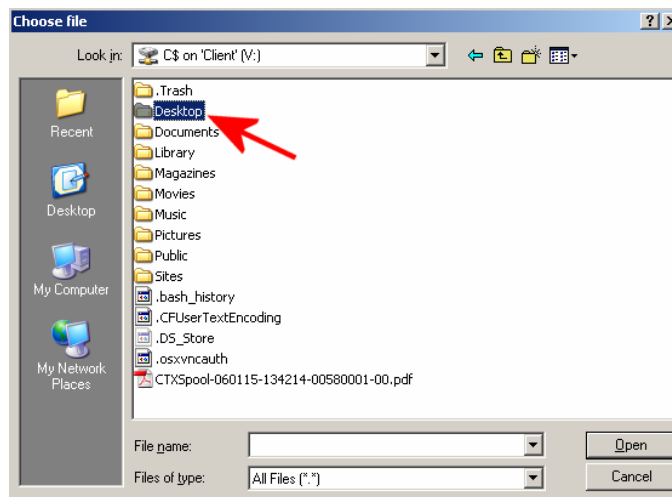 Choose file
Look in: C$ on 'Client' (V:)
Recent
Desktop
My Computer
My Network
Places
.Trash
Desktop
Documents
Library
Magazines
Movies
Music
Pictures
Public
Sites
.bash_history
.CFUserTextEncoding
.DS_Store
.osxvncauth
CTXSpool-060115-134214-00580001-00.pdf
File name:
Open
Files of type: All Files (*.*)
Cancel